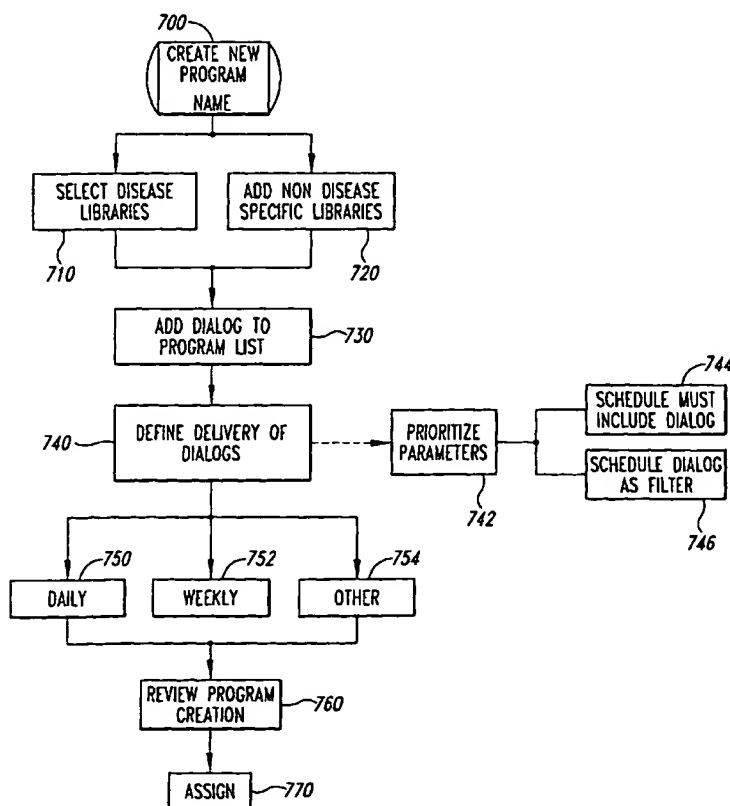 700
CREATE NEW
PROGRAM
NAME
SELECT DISEASE
LIBRARIES
710
ADD NON DISEASE
SPECIFIC LIBRARIES
720
ADD DIALOG TO
PROGRAM LIST
730
740
DEFINE DELIVERY OF
DIALOGS
PRIORITIZE
PARAMETERS
742
744
SCHEDULE MUST
INCLUDE DIALOG
SCHEDULE DIALOG
AS FILTER
746
750
DAILY
752
WEEKLY
754
OTHER
REVIEW PROGRAM
CREATION
760
ASSIGN
770